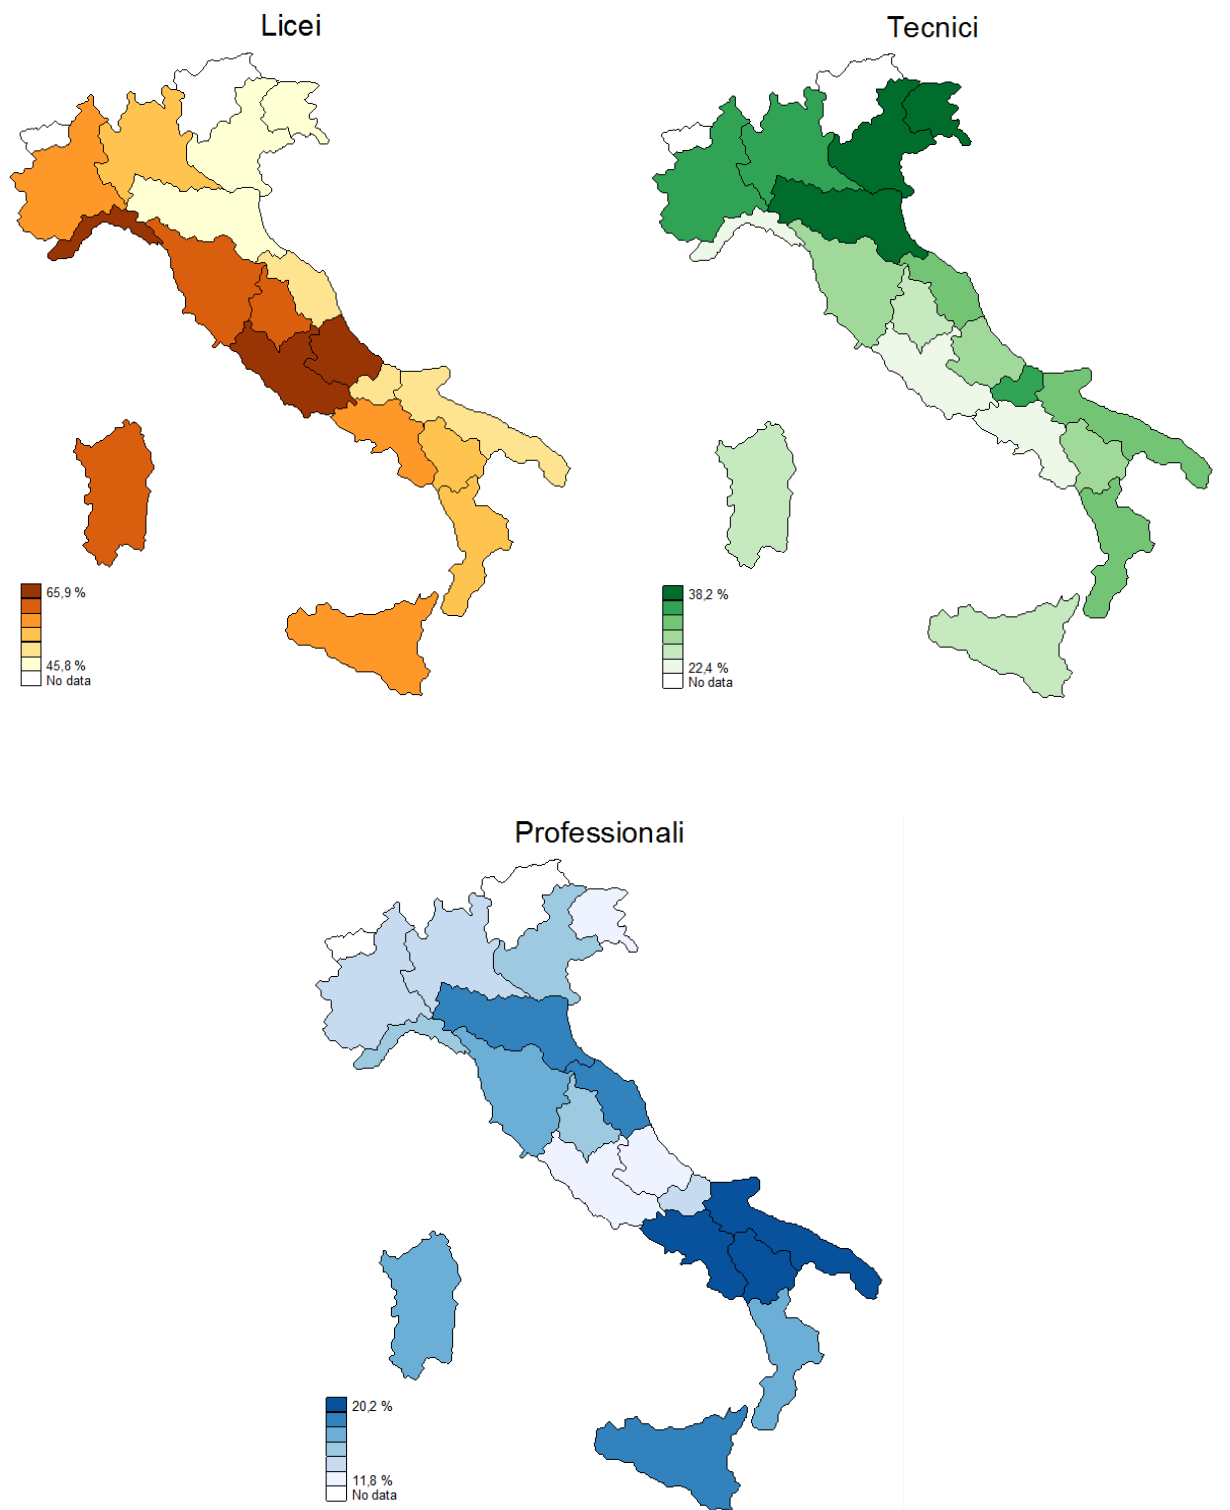 Licei
Tecnici
65,9 %
45,8 %
No data
38,2 %
22,4 %
No data
Professionali
20,2 %
11,8 %
No data